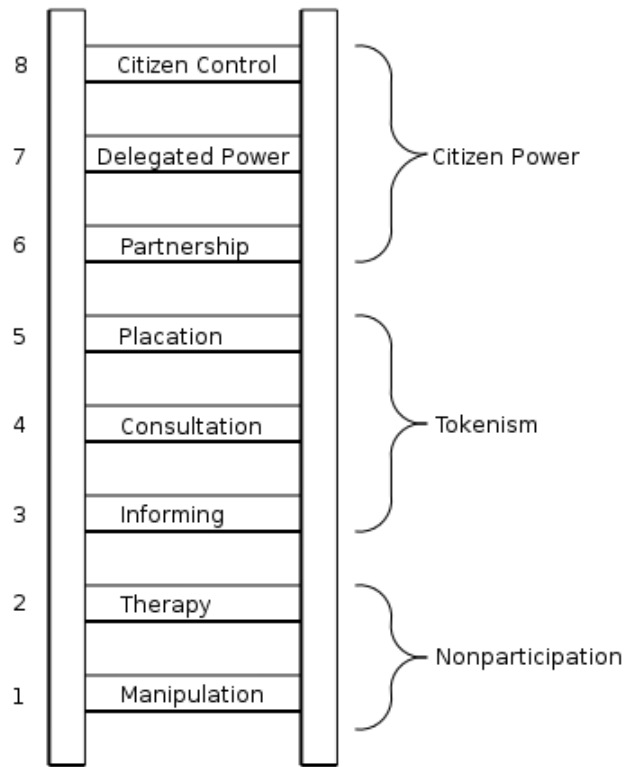 8 Citizen Control
7 Delegated Power
Citizen Power
6 Partnership
5 Placation
4 Consultation
Tokenism
3 Informing
2 Therapy
Nonparticipation
1 Manipulation